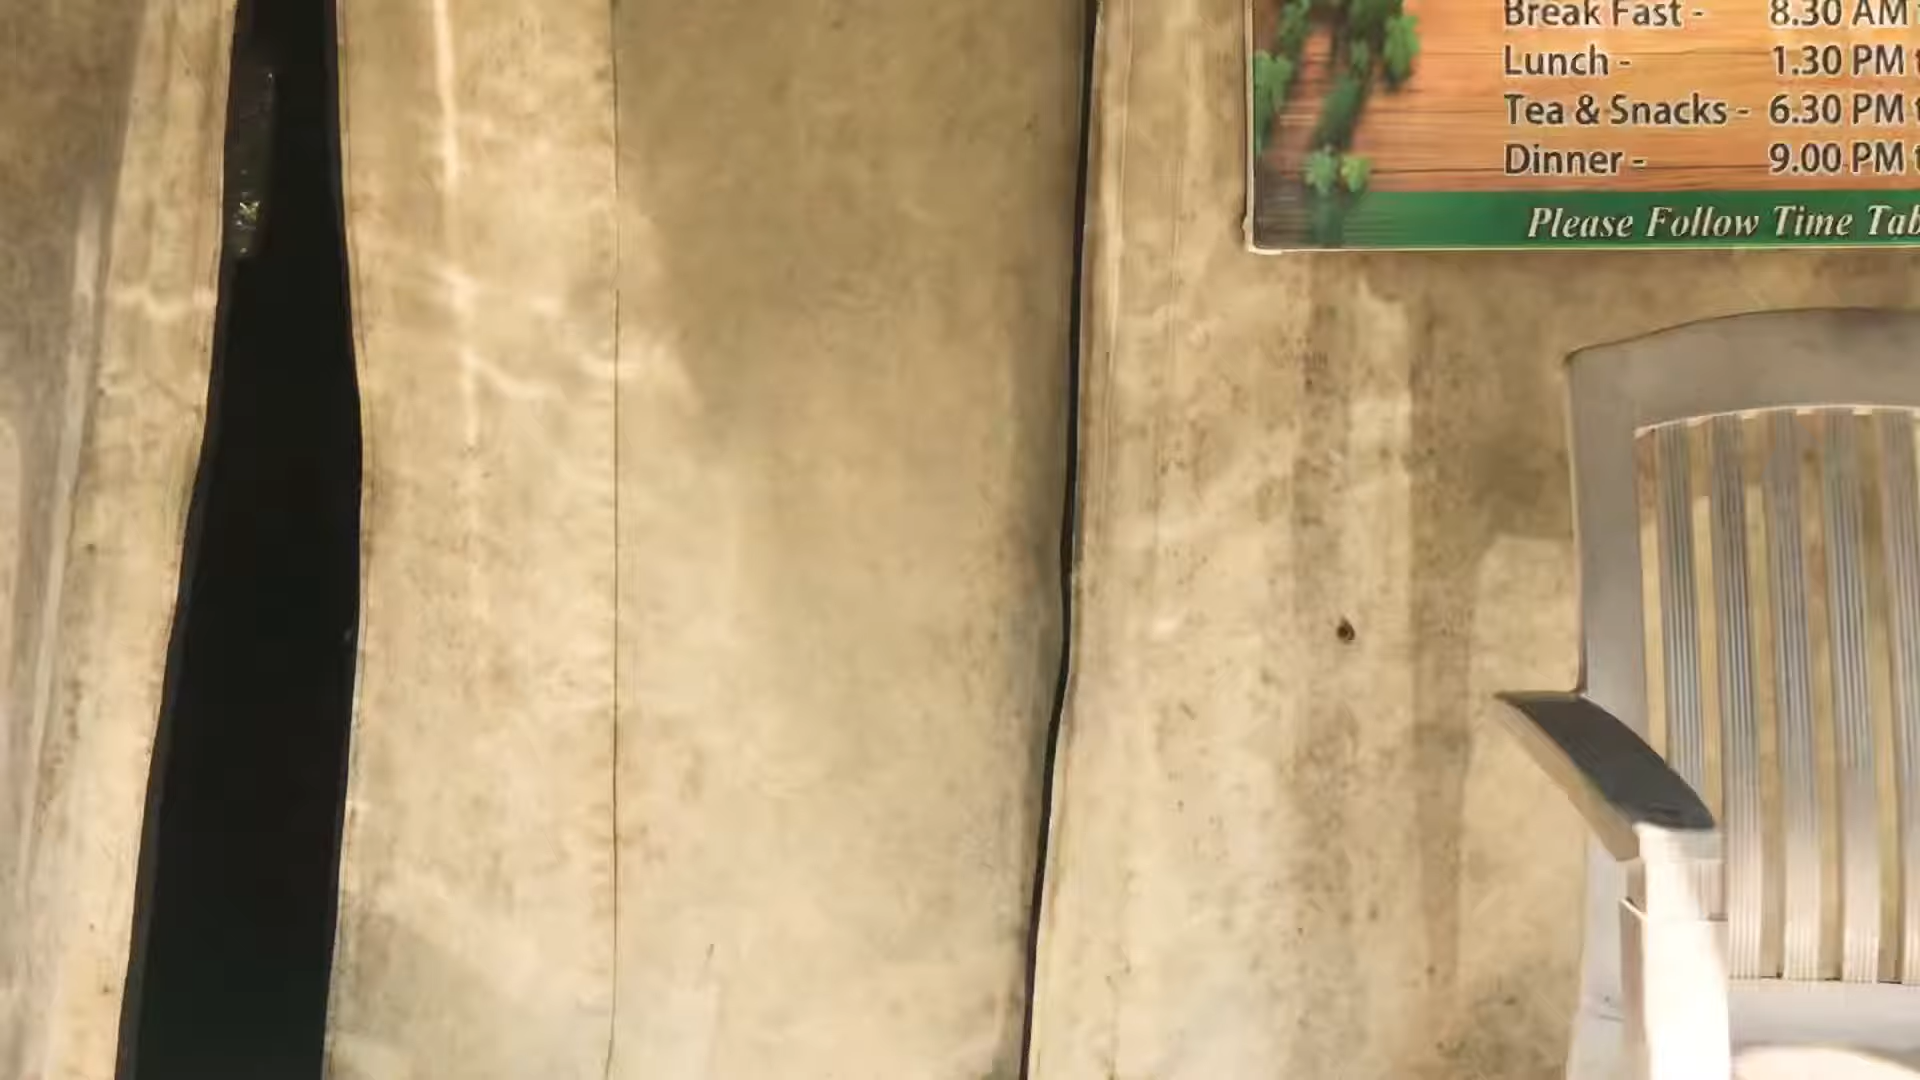 Break Fast - 8.30 AM
Lunch - 1.30 PM
Tea & Snacks - 6.30 PM
Dinner - 9.00 PM
Please Follow Time